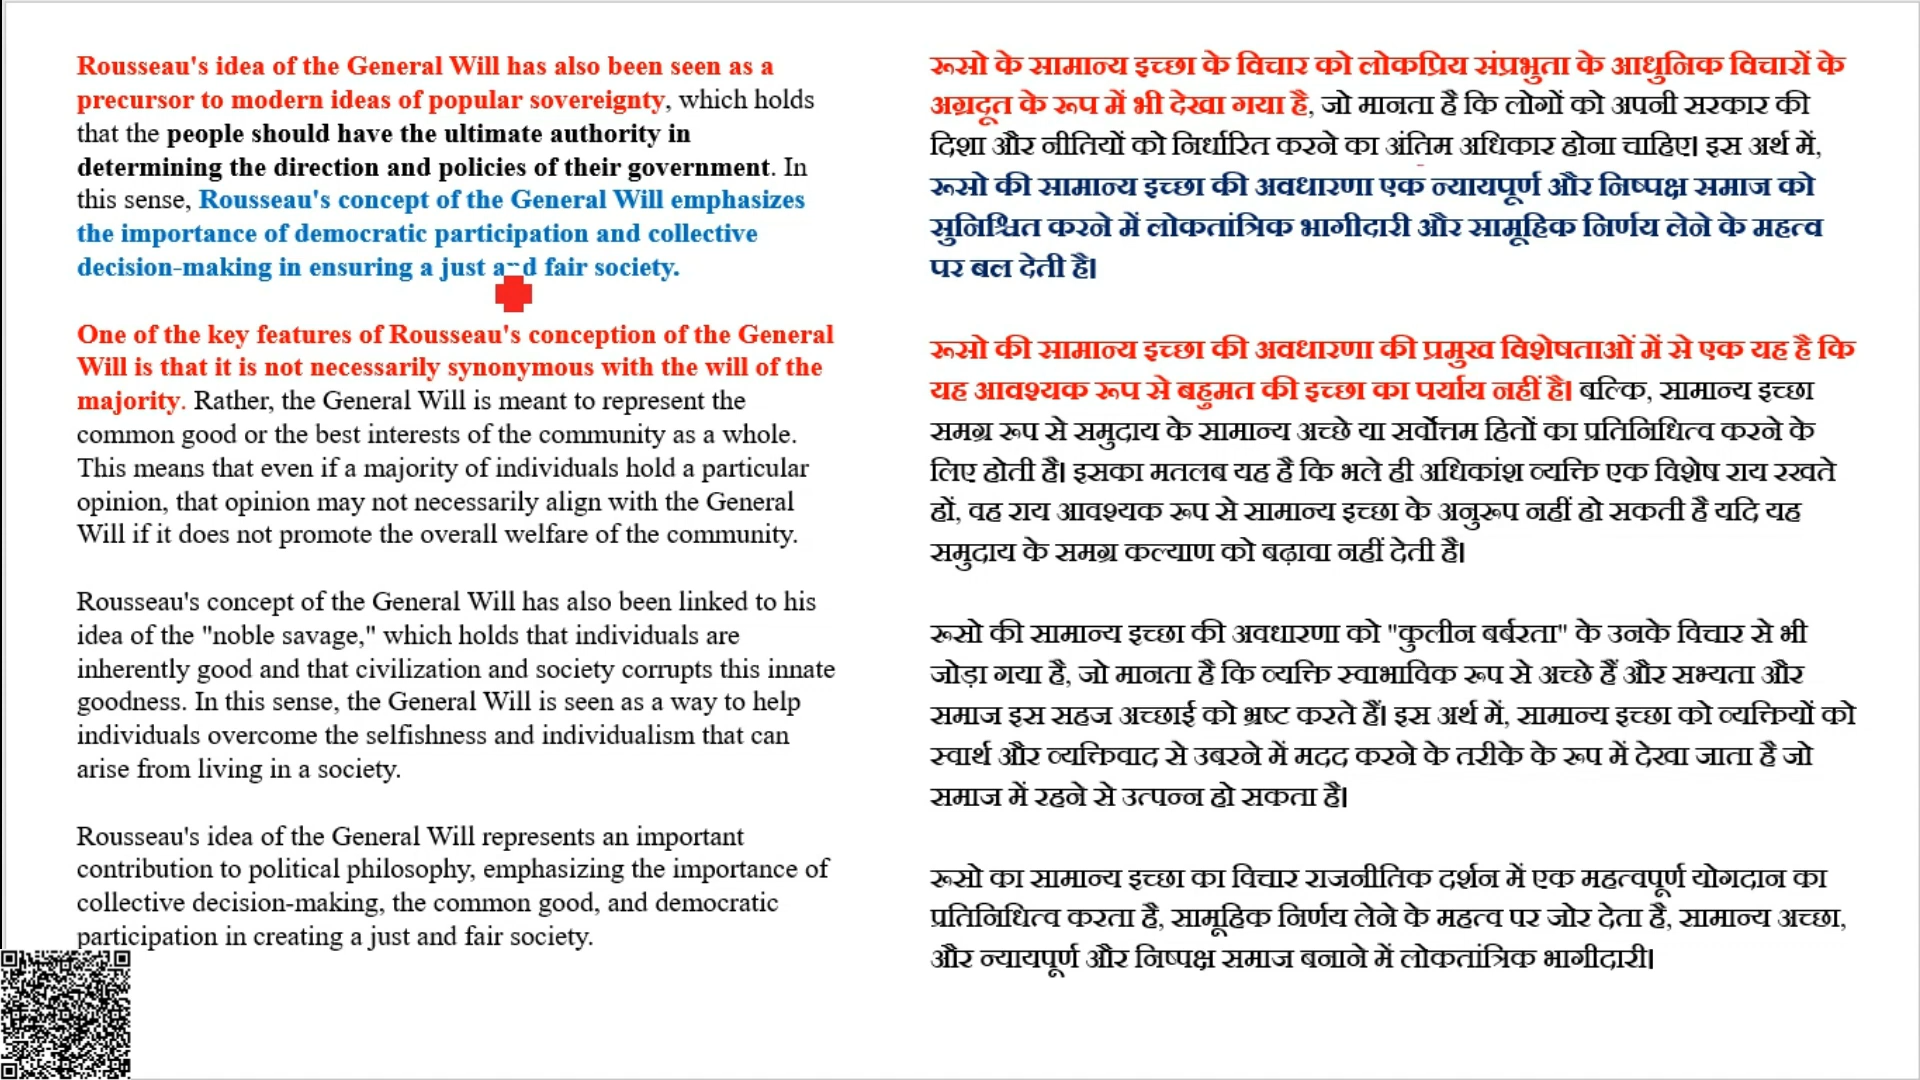 Rousseau's idea of the General Will has also been seen as a
precursor to modern ideas of popular sovereignty, which holds
that the people should have the ultimate authority in
determining the direction and policies of their government. In
this sense, Rousseau's concept of the General Will emphasizes
the importance of democratic participation and collective
decision-making in ensuring a just and fair society.
One of the key features of Rousseau's conception of the General
Will is that it is not necessarily synonymous with the will of the
majority. Rather, the General Will is meant to represent the
common good or the best interests of the community as a whole.
This means that even if a majority of individuals hold a particular
opinion, that opinion may not necessarily align with the General
Will if it does not promote the overall welfare of the community.
Rousseau's concept of the General Will has also been linked to his
idea of the "noble savage," which holds that individuals are
inherently good and that civilization and society corrupts this innate
goodness. In this sense, the General Will is seen as a way to help
individuals overcome the selfishness and individualism that can
arise from living in a society.
Rousseau's idea of the General Will represents an important
contribution to political philosophy, emphasizing the importance of
collective decision-making, the common good, and democratic
participation in creating a just and fair society.
रूसो के सामान्य इच्छा के विचार को लोकप्रिय संप्रभुता के आधुनिक विचारों के
अग्रदूत के रूप में भी देखा गया है, जो मानता है कि लोगों को अपनी सरकार की
दिशा और नीतियों को निर्धारित करने का अंतिम अधिकार होना चाहिए। इस अर्थ में,
रूसो की सामान्य इच्छा की अवधारणा एक न्यायपूर्ण और निष्पक्ष समाज को
सुनिश्चित करने में लोकतांत्रिक भागीदारी और सामूहिक निर्णय लेने के महत्व
पर बल देती है।
रूसो की सामान्य इच्छा की अवधारणा की प्रमुख विशेषताओं में से एक यह है कि
यह आवश्यक रूप से बहुमत की इच्छा का पर्याय नहीं है। बल्कि, सामान्य इच्छा
समग्र रूप से समुदाय के सामान्य अच्छे या सर्वोत्तम हितों का प्रतिनिधित्व करने के
लिए होती है। इसका मतलब यह है कि भले ही अधिकांश व्यक्ति एक विशेष राय रखते
हों, वह राय आवश्यक रूप से सामान्य इच्छा के अनुरूप नहीं हो सकती है यदि यह
समुदाय के समग्र कल्याण को बढ़ावा नहीं देती है।
रूसो की सामान्य इच्छा की अवधारणा को "कुलीन बर्बरता" के उनके विचार से भी
जोड़ा गया है, जो मानता है कि व्यक्ति स्वाभाविक रूप से अच्छे हैं और सभ्यता और
समाज इस सहज अच्छाई को भ्रष्ट करते हैं। इस अर्थ में, सामान्य इच्छा को व्यक्तियों को
स्वार्थ और व्यक्तिवाद से उबरने में मदद करने के तरीके के रूप में देखा जाता है जो
समाज में रहने से उत्पन्न हो सकता है।
रूसो का सामान्य इच्छा का विचार राजनीतिक दर्शन में एक महत्वपूर्ण योगदान का
प्रतिनिधित्व करता है, सामूहिक निर्णय लेने के महत्व पर जोर देता है, सामान्य अच्छा,
और न्यायपूर्ण और निष्पक्ष समाज बनाने में लोकतांत्रिक भागीदारी।